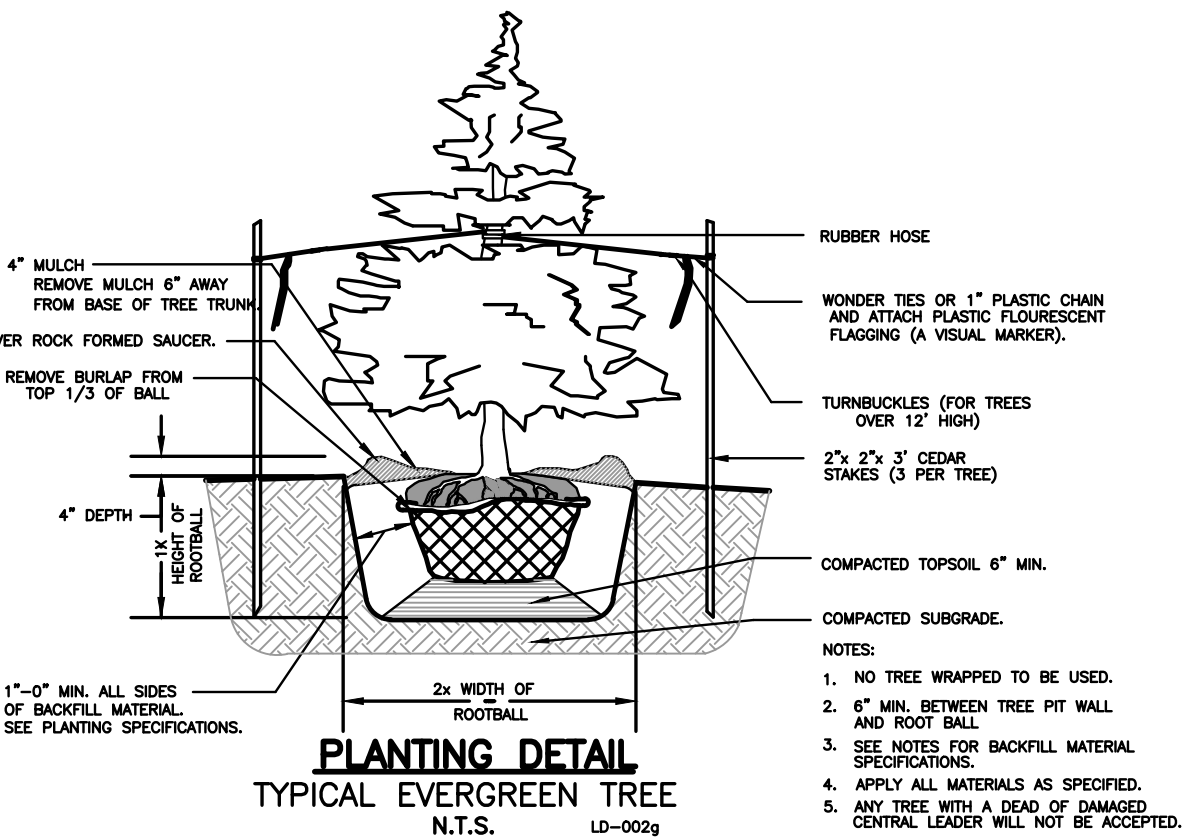 4" MULCH
REMOVE MULCH 6" AWAY
FROM BASE OF TREE TRUNK.
ROCK FORMED SAUCER.
REMOVE BURLAP FROM
TOP 1/3 OF BALL
4" DEPTH
1X
HEIGHT OF
ROOTBALL
1"-0" MIN. ALL SIDES
OF BACKFILL MATERIAL.
SEE PLANTING SPECIFICATIONS.
2x WIDTH OF
ROOTBALL
RUBBER HOSE
WONDER TIES OR 1" PLASTIC CHAIN
AND ATTACH PLASTIC FLOURESCENT
FLAGGING (A VISUAL MARKER).
TURNBUCKLES (FOR TREES
OVER 12' HIGH)
2"x 2"x 3' CEDAR
STAKES (3 PER TREE)
COMPACTED TOPSOIL 6" MIN.
COMPACTED SUBGRADE.
NOTES:
1. NO TREE WRAPPED TO BE USED.
2. 6" MIN. BETWEEN TREE PIT WALL
AND ROOT BALL
3. SEE NOTES FOR BACKFILL MATERIAL
SPECIFICATIONS.
4. APPLY ALL MATERIALS AS SPECIFIED.
5. ANY TREE WITH A DEAD OF DAMAGED
CENTRAL LEADER WILL NOT BE ACCEPTED.
PLANTING DETAIL
TYPICAL EVERGREEN TREE
N.T.S.
LD-002g